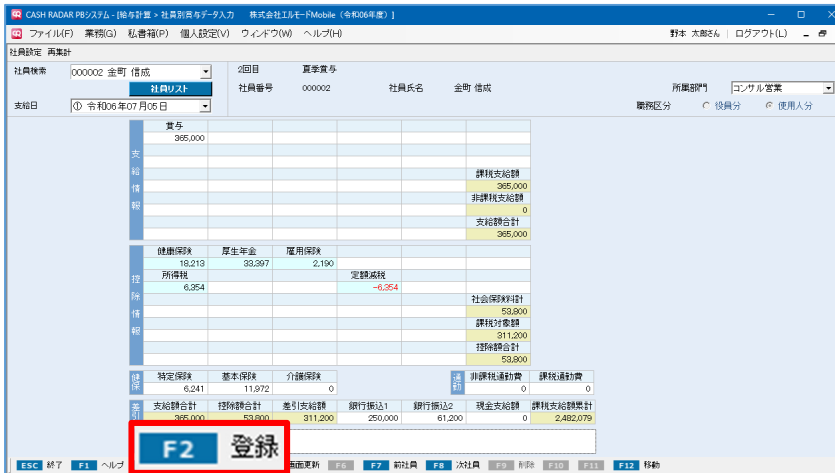 CASH RADAR PBシステム - [給与計算 > 社員別賞与データ入力　株式会社エルモードMobile（令和06年度）]
ファイル(F) 業務(G) 私書箱(P) 個人設定(V) ウィンドウ(W) ヘルプ(H) 野本 太郎さん | ログアウト(L)
社員設定 再集計
社員検索 000002 金町 信成 2回目 夏季賞与
社員リスト 社員番号 000002 社員氏名 金町 信成 所属部門 コンサル営業
支給日 ① 令和06年07月05日 職務区分 役員分 使用人分
支給情報
賞与
365,000
課税支給額
365,000
非課税支給額
0
支給額合計
365,000
控除情報
健康保険 厚生年金 雇用保険
18,213 33,397 2,190
所得税 定額減税
6,354 -6,354
社会保険料計
53,800
課税対象額
311,200
控除額合計
53,800
健保 特定保険 基本保険 介護保険 通勤 非課税通勤費 課税通勤費
6,241 11,972 0 0 0
差引 支給額合計 控除額合計 差引支給額 銀行振込1 銀行振込2 現金支給額 課税支給額累計
365,000 53,800 311,200 250,000 61,200 0 2,482,079
F2 登録
ESC 終了 F1 ヘルプ 画面更新 F6 F7 前社員 F8 次社員 F9 削除 F10 F11 F12 移動